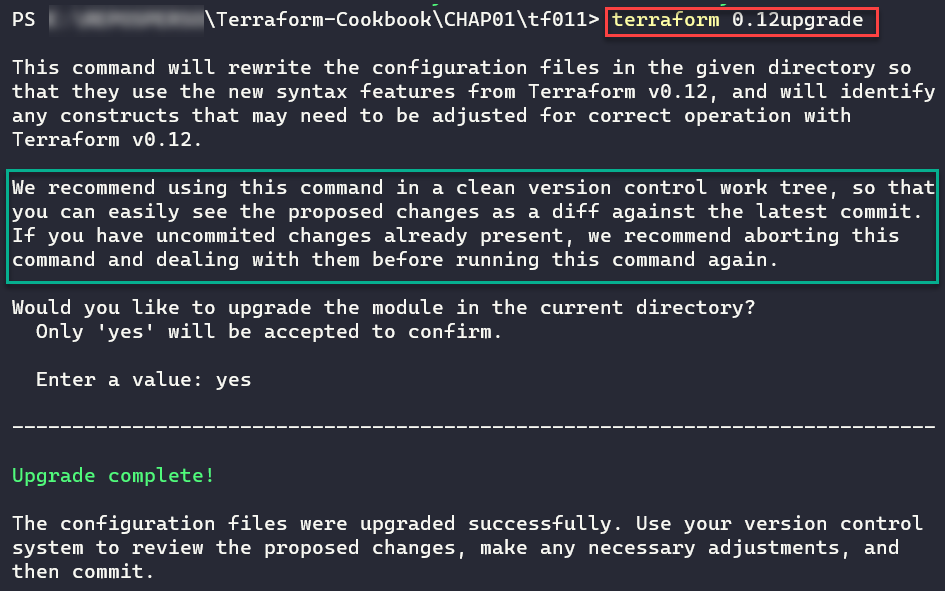 PS \Terraform-Cookbook\CHAP01\tf011> terraform 0.12upgrade
This command will rewrite the configuration files in the given directory so
that they use the new syntax features from Terraform v0.12, and will identify
any constructs that may need to be adjusted for correct operation with
Terraform v0.12.
We recommend using this command in a clean version control work tree, so that
you can easily see the proposed changes as a diff against the latest commit.
If you have uncommited changes already present, we recommend aborting this
command and dealing with them before running this command again.
Would you like to upgrade the module in the current directory?
Only 'yes' will be accepted to confirm.
Enter a value: yes
-----------------------------------------------------------------------------
Upgrade complete!
The configuration files were upgraded successfully. Use your version control
system to review the proposed changes, make any necessary adjustments, and
then commit.